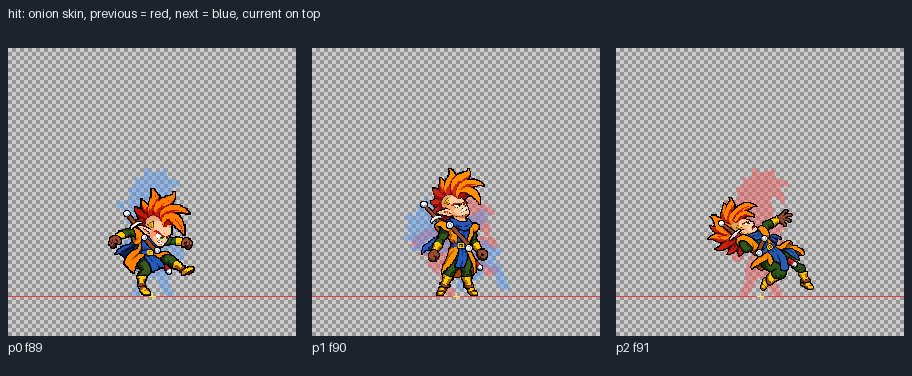 hit: onion skin, previous = red, next = blue, current on top
p0 f89
p1 f90
p2 f91